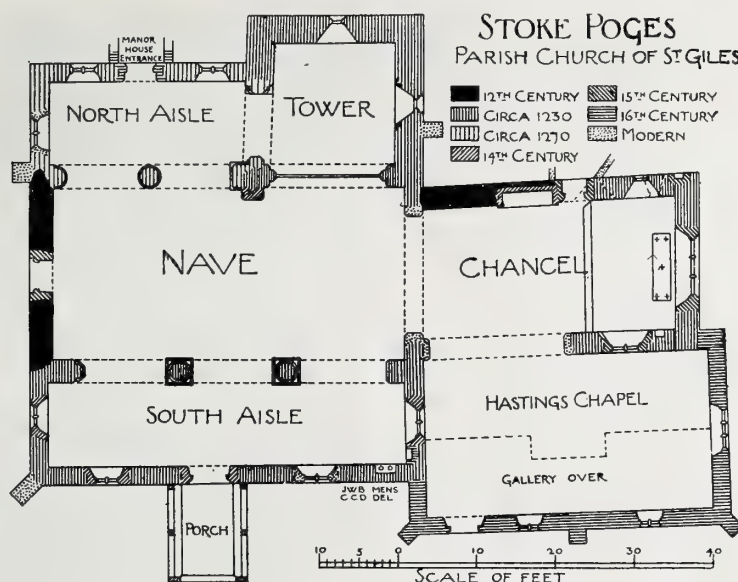 STOKE POGES
PARISH CHURCH OF ST GILES
12TH CENTURY
CIRCA 1230
CIRCA 1290
14TH CENTURY
15TH CENTURY
16TH CENTURY
MODERN
MANOR
HOUSE
ENTRANCE
NORTH AISLE
TOWER
NAVE
CHANCEL
SOUTH AISLE
HASTINGS CHAPEL
GALLERY OVER
JWB MENS
CCD DEL
PORCH
10 5 0 10 20 30 40
SCALE OF FEET